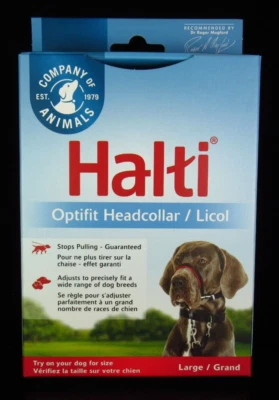 RECOMMENDED BY
Dr Roger Mugford
COMPANY OF
EST. 1979
ANIMALS
Halti®
Optifit Headcollar / Licol
Stops Pulling - Guaranteed
Pour ne plus tirer sur la
chaise - effet garanti
Adjusts to precisely fit a
wide range of dog breeds
Se règle pour s'adjuster
parfaitement à un grand
nombre de races de chien
Try on your dog for size
Vérifiez la taille sur votre chien
Large / Grand